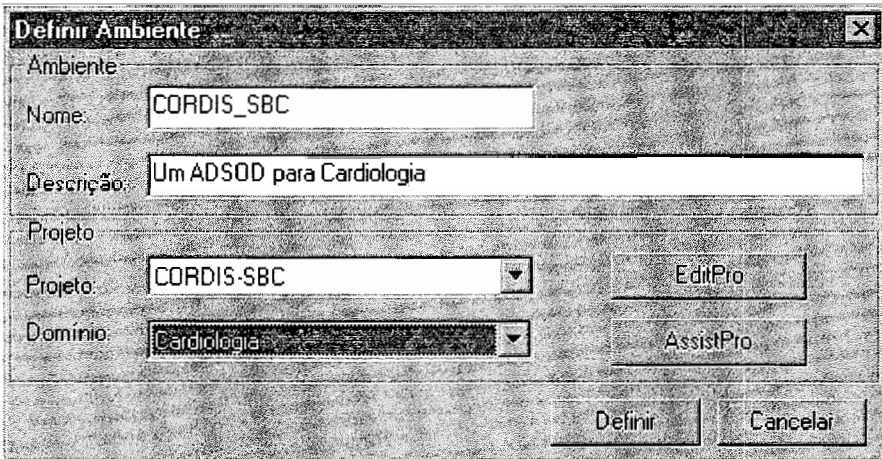 Definir Ambiente ...
Ambiente
Nome: CORDIS_SBC
Descrição: Um ADSOD para Cardiologia
Projeto
Projeto: CORDIS-SBC
EditPro
Domínio: Cardiologia
AssistPro
Definir Cancelar